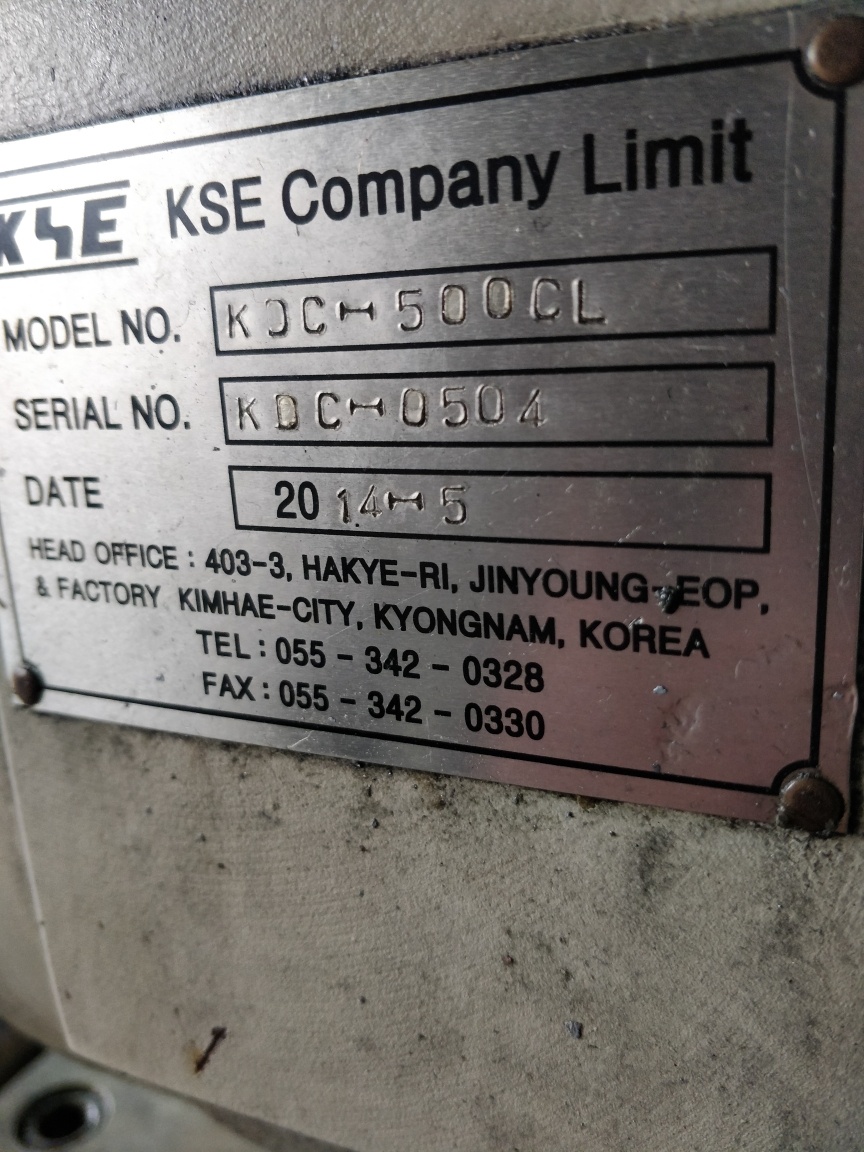 KSE KSE Company Limit
MODEL NO. KDC-500CL
SERIAL NO. KDC-0504
DATE 2014-5
HEAD OFFICE : 403-3, HAKYE-RI, JINYOUNG-EOP,
& FACTORY KIMHAE-CITY, KYONGNAM, KOREA
TEL : 055 - 342 - 0328
FAX : 055 - 342 - 0330